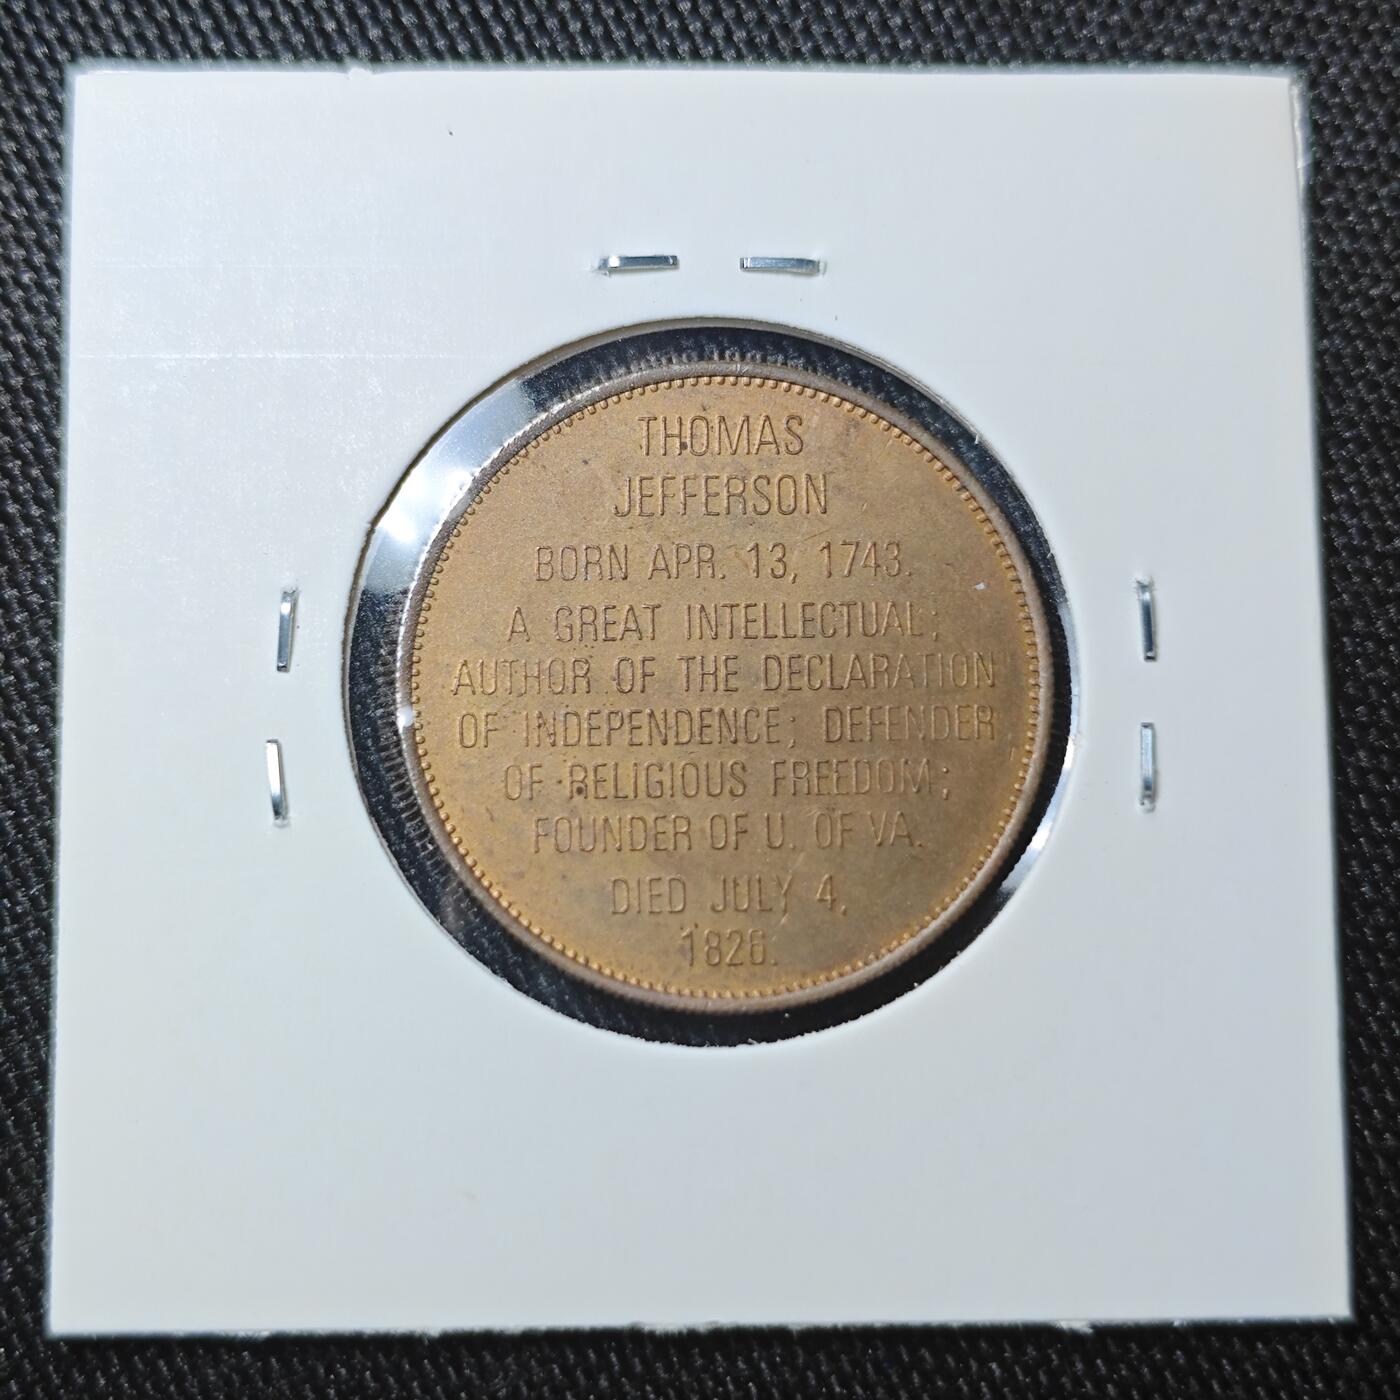 THOMAS
JEFFERSON
BORN APR. 13, 1743.
A GREAT INTELLECTUAL;
AUTHOR OF THE DECLARATION
OF INDEPENDENCE; DEFENDER
OF RELIGIOUS FREEDOM;
FOUNDER OF U. OF VA.
DIED JULY 4,
1826.